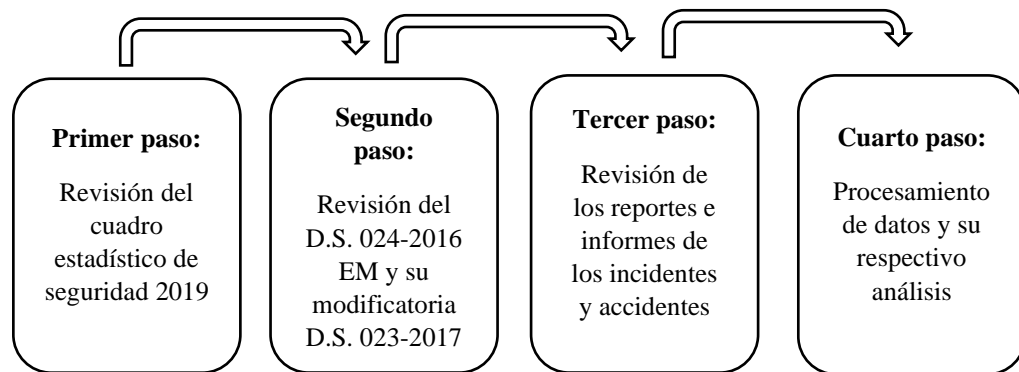 Primer paso:
Revisión del
cuadro
estadístico de
seguridad 2019
Segundo
paso:
Revisión del
D.S. 024-2016
EM y su
modificatoria
D.S. 023-2017
Tercer paso:
Revisión de
los reportes e
informes de
los incidentes
y accidentes
Cuarto paso:
Procesamiento
de datos y su
respectivo
análisis